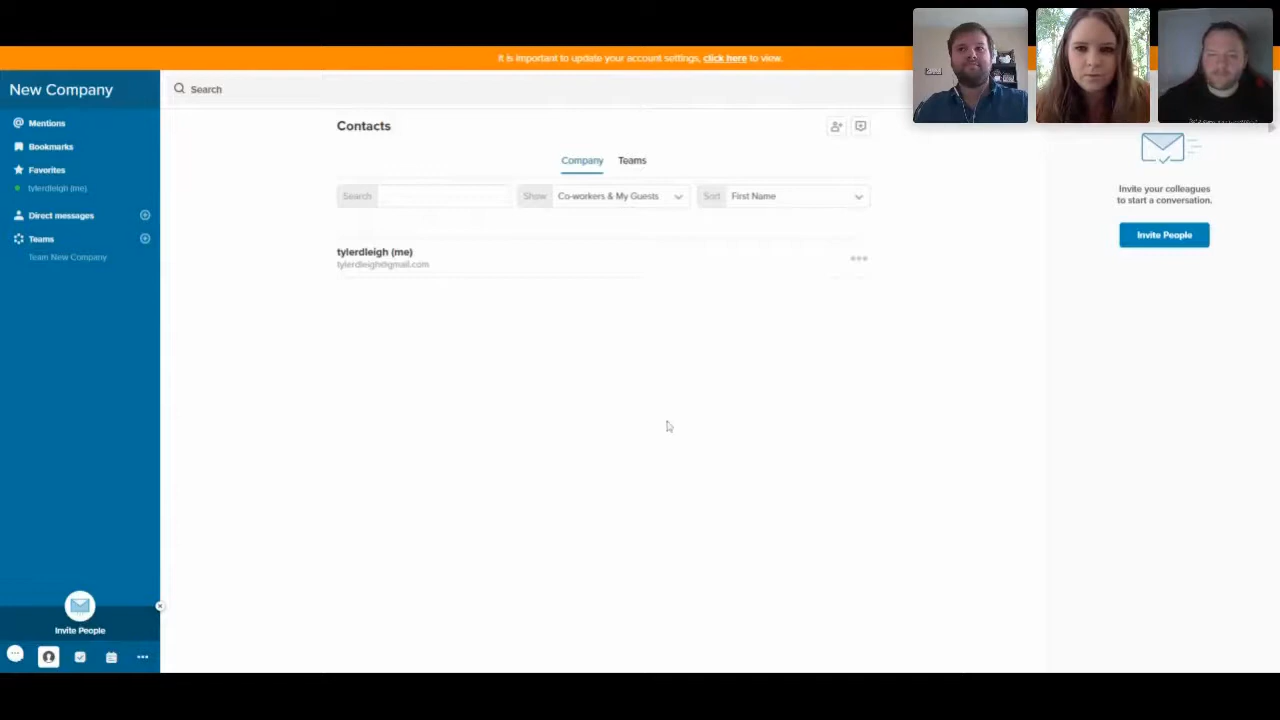 It is important to update your account settings, click here to view.
New Company
Search
Mentions
Bookmarks
Favorites
tylerdleigh (me)
Direct messages
Teams
Team New Company
Invite People
Contacts
Company Teams
Search
Show Co-workers & My Guests
Sort First Name
tylerdleigh (me)
tylerdleigh@gmail.com
Invite your colleagues
to start a conversation.
Invite People